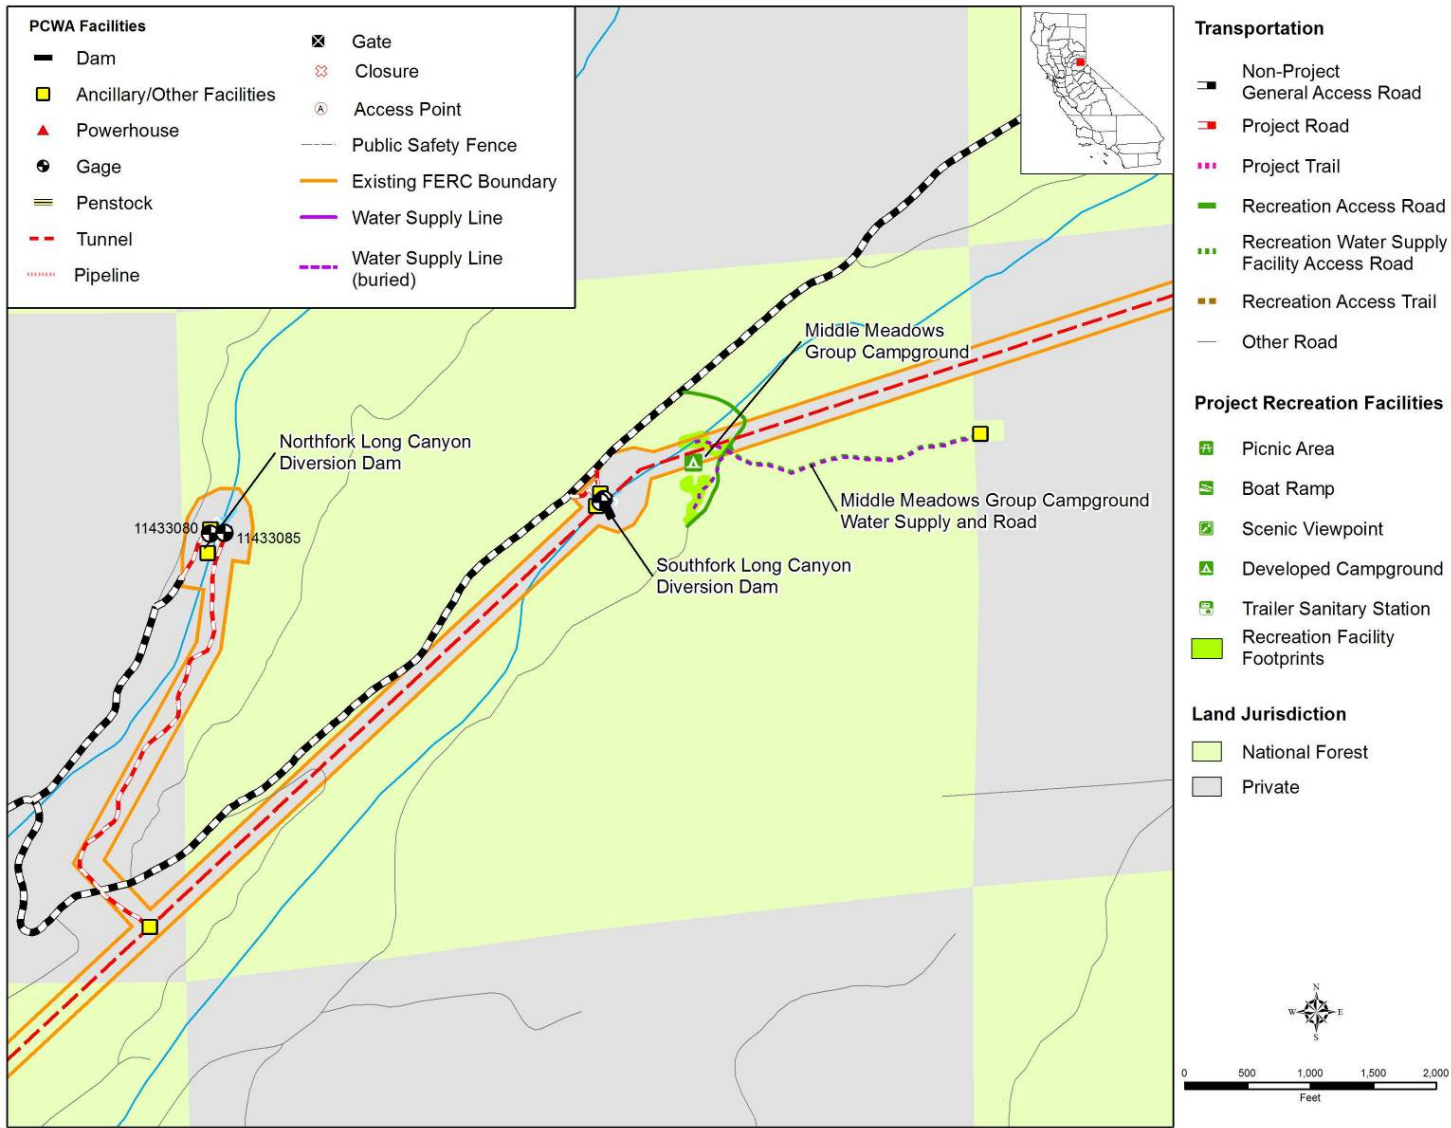 PCWA Facilities
Dam
Ancillary/Other Facilities
Powerhouse
Gage
Penstock
Tunnel
Pipeline
Gate
Closure
A
Access Point
Public Safety Fence
Existing FERC Boundary
Water Supply Line
Water Supply Line
(buried)
Middle Meadows
Group Campground
Northfork Long Canyon
Diversion Dam
11433080
11433085
Middle Meadows Group Campground
Water Supply and Road
Southfork Long Canyon
Diversion Dam
Transportation
Non-Project
General Access Road
Project Road
Project Trail
Recreation Access Road
Recreation Water Supply
Facility Access Road
Recreation Access Trail
Other Road
Project Recreation Facilities
Picnic Area
Boat Ramp
Scenic Viewpoint
Developed Campground
Trailer Sanitary Station
Recreation Facility
Footprints
Land Jurisdiction
National Forest
Private
N
W E
S
0 500 1,000 1,500 2,000
Feet